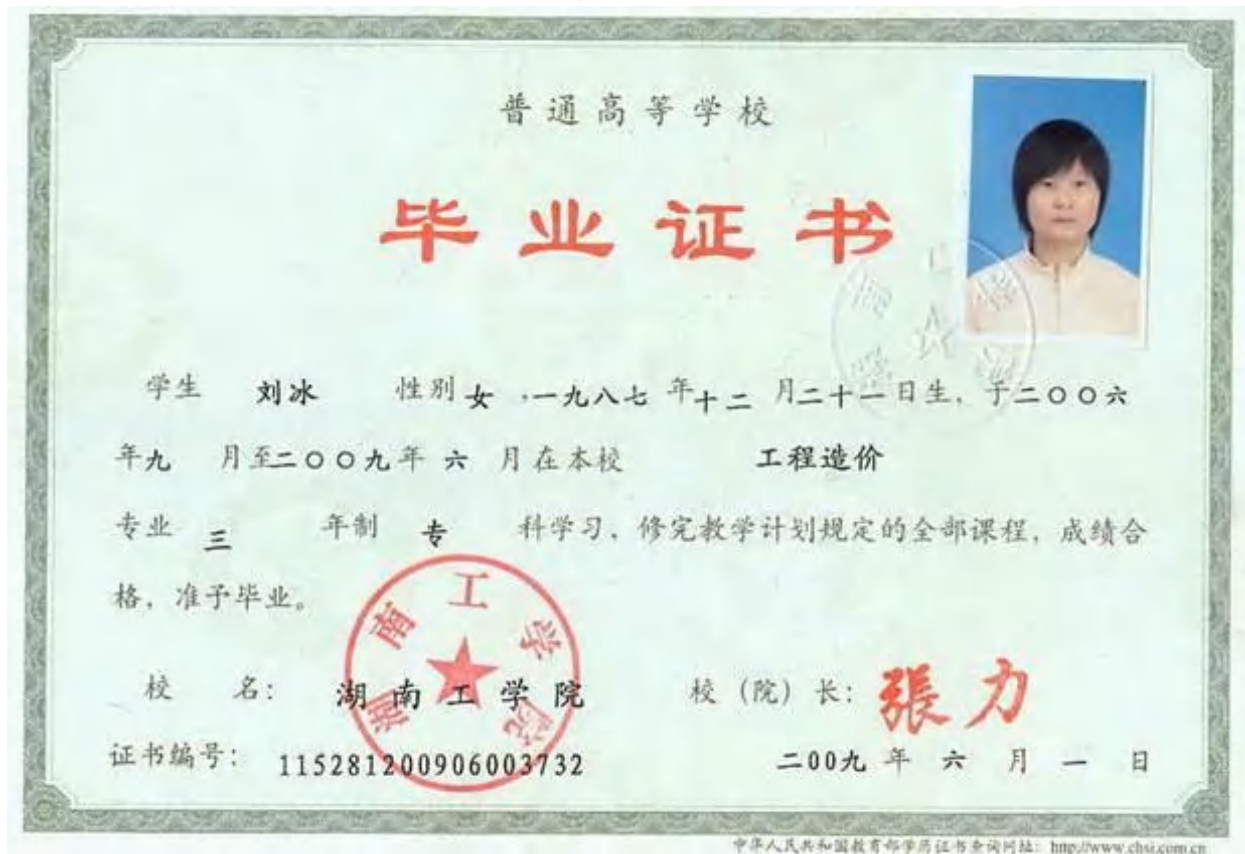 普通高等学校
毕业证书
学生 刘冰 性别女 ,一九八七 年十二 月二十一日生, 于二〇〇六
年九 月至二〇〇九年 六 月在本校 工程造价
专业 三 年制 专 科学习, 修完教学计划规定的全部课程, 成绩合
格, 准予毕业。
校 名: 湖南工学院 校 (院) 长: 張力
证书编号: 115281200906003732 二00九 年 六 月 一 日
湖南工学院
中华人民共和国教育部学历证书查询网址: http://www.chsi.com.cn